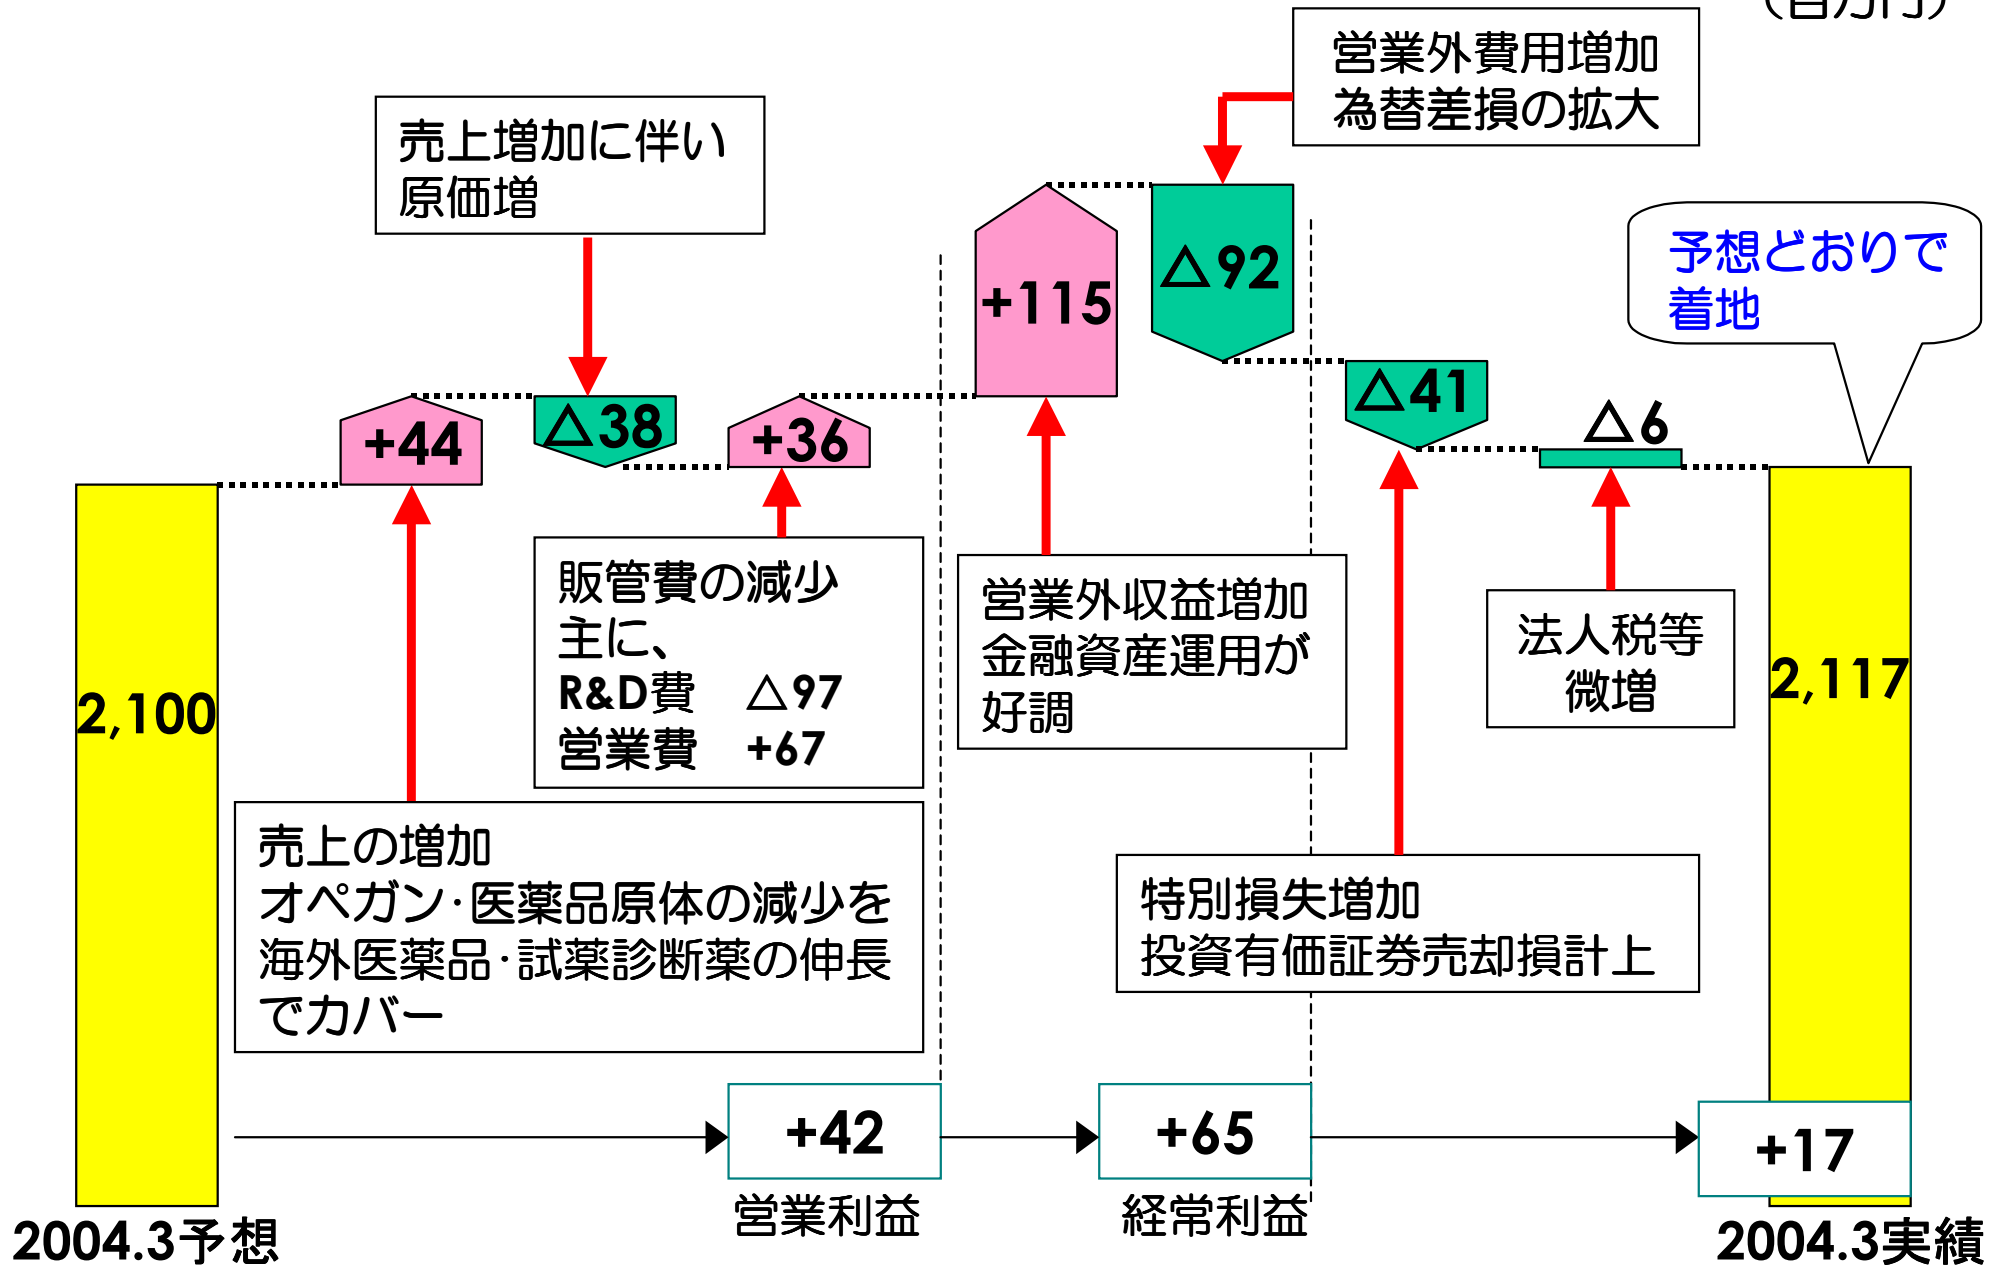 (百万円)
営業外費用増加
為替差損の拡大
売上増加に伴い
原価増
予想どおりで
着地
+115
△92
△41
△6
+44
△38
+36
2,100
2,117
販管費の減少
主に、
R&D費 △97
営業費 +67
営業外収益増加
金融資産運用が
好調
法人税等
微増
売上の増加
オペガン･医薬品原体の減少を
海外医薬品･試薬診断薬の伸長
でカバー
特別損失増加
投資有価証券売却損計上
+42
+65
+17
営業利益
経常利益
2004.3予想
2004.3実績